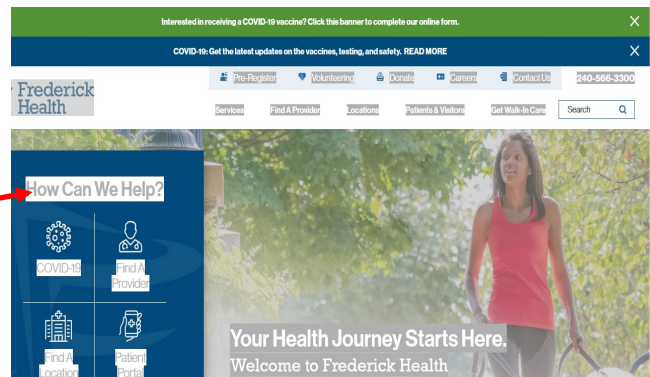 Interested in receiving a COVID-19 vaccine? Click this banner to complete our online form. X
COVID-19: Get the latest updates on the vaccines, testing, and safety. READ MORE X
Pre-Register Volunteering Donate Careers Contact Us 240-566-3300
Frederick
Health
Services Find A Provider Locations Patients & Visitors Get Walk-In Care Search
How Can We Help?
COVID-19
Find A
Provider
Find A
Location
Patient
Portal
Your Health Journey Starts Here.
Welcome to Frederick Health